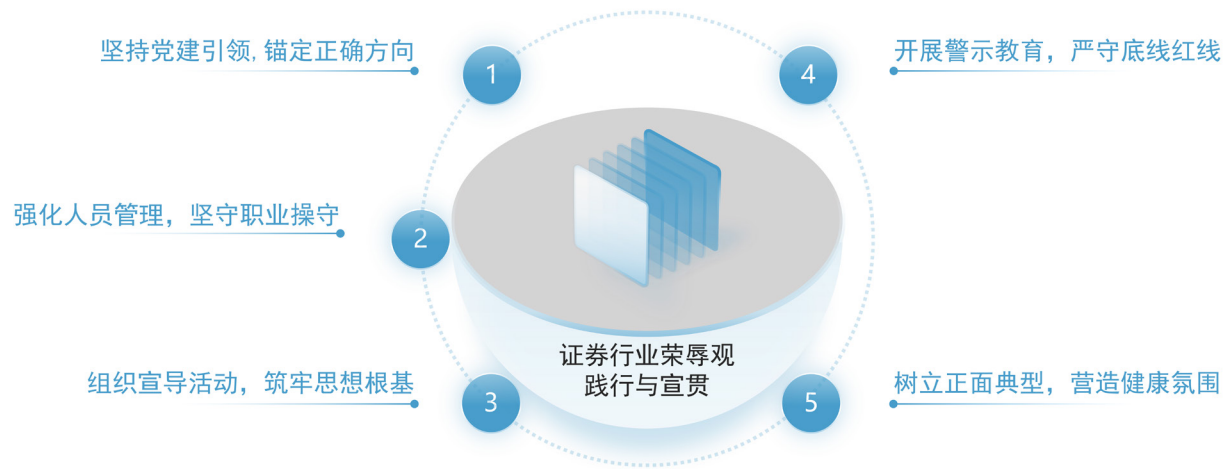 坚持党建引领,锚定正确方向
1
强化人员管理，坚守职业操守
2
组织宣导活动，筑牢思想根基
3
4
开展警示教育，严守底线红线
5
树立正面典型，营造健康氛围
证券行业荣辱观
践行与宣贯